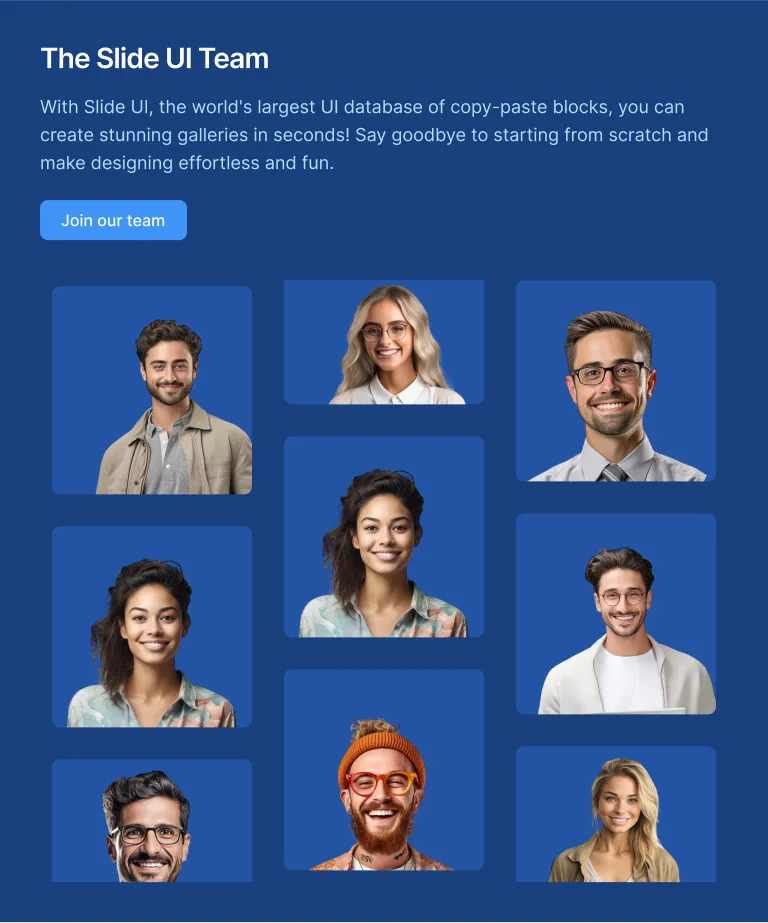 The Slide UI Team
With Slide UI, the world's largest UI database of copy-paste blocks, you can
create stunning galleries in seconds! Say goodbye to starting from scratch and
make designing effortless and fun.
Join our team